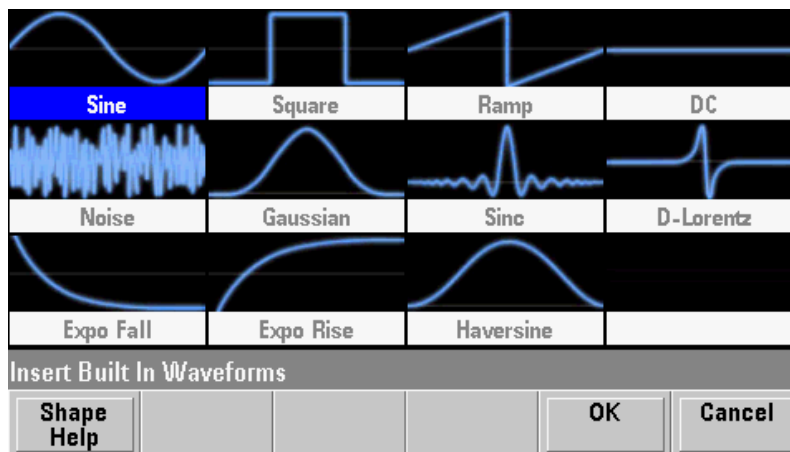 Sine Square Ramp DC
Noise Gaussian Sinc D-Lorentz
Expo Fall Expo Rise Haversine
Insert Built In Waveforms
Shape Help OK Cancel